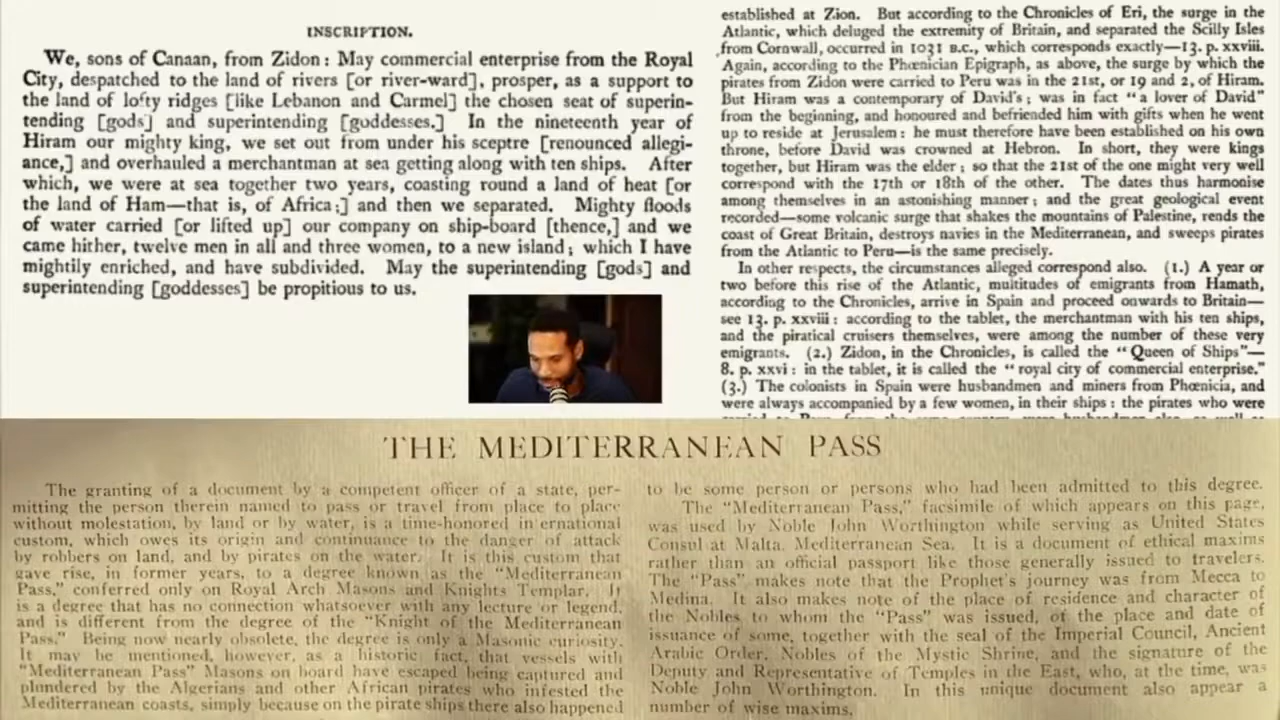 INSCRIPTION.
We, sons of Canaan, from Zidon: May commercial enterprise from the Royal
City, despatched to the land of rivers [or river-ward], prosper, as a support to
the land of lofty ridges [like Lebanon and Carmel] the chosen seat of superin-
tending [gods] and superintending [goddesses.] In the nineteenth year of
Hiram our mighty king, we set out from under his sceptre [renounced allegi-
ance,] and overhauled a merchantman at sea getting along with ten ships. After
which, we were at sea together two years, coasting round a land of heat [or
the land of Ham—that is, of Africa;] and then we separated. Mighty floods
of water carried [or lifted up] our company on ship-board [thence,] and we
came hither, twelve men in all and three women, to a new island; which I have
mightily enriched, and have subdivided. May the superintending [gods] and
superintending [goddesses] be propitious to us.
established at Zion. But according to the Chronicles of Eri, the surge in the
Atlantic, which deluged the extremity of Britain, and separated the Scilly Isles
from Cornwall, occurred in 1031 B.C., which corresponds exactly—13. p. xxviii.
Again, according to the Phœnician Epigraph, as above, the surge by which the
pirates from Zidon were carried to Peru was in the 21st, or 19 and 2, of Hiram.
But Hiram was a contemporary of David's; was in fact "a lover of David"
from the beginning, and honoured and befriended him with gifts when he went
up to reside at Jerusalem: he must therefore have been established on his own
throne, before David was crowned at Hebron. In short, they were kings
together, but Hiram was the elder; so that the 21st of the one might very well
correspond with the 17th or 18th of the other. The dates thus harmonise
among themselves in an astonishing manner; and the great geological event
recorded—some volcanic surge that shakes the mountains of Palestine, rends the
coast of Great Britain, destroys navies in the Mediterranean, and sweeps pirates
from the Atlantic to Peru—is the same precisely.
In other respects, the circumstances alleged correspond also. (1.) A year or
two before this rise of the Atlantic, multitudes of emigrants from Hamath,
according to the Chronicles, arrive in Spain and proceed onwards to Britain—
see 13. p. xxviii: according to the tablet, the merchantman with his ten ships,
and the piratical cruisers themselves, were among the number of these very
emigrants. (2.) Zidon, in the Chronicles, is called the "Queen of Ships"—
8. p. xxvi: in the tablet, it is called the "royal city of commercial enterprise."
(3.) The colonists in Spain were husbandmen and miners from Phœnicia, and
were always accompanied by a few women, in their ships: the pirates who were
THE MEDITERRANEAN PASS
The granting of a document by a competent officer of a state, per-
mitting the person therein named to pass or travel from place to place
without molestation, by land or by water, is a time-honored international
custom, which owes its origin and continuance to the danger of attack
by robbers on land, and by pirates on the water. It is this custom that
gave rise, in former years, to a degree known as the "Mediterranean
Pass," conferred only on Royal Arch Masons and Knights Templar. It
is a degree that has no connection whatsoever with any lecture or legend,
and is different from the degree of the "Knight of the Mediterranean
Pass." Being now nearly obsolete, the degree is only a Masonic curiosity.
It may be mentioned, however, as a historic fact, that vessels with
"Mediterranean Pass" Masons on board have escaped being captured and
plundered by the Algerians and other African pirates who infested the
Mediterranean coasts, simply because on the pirate ships there also happened
to be some person or persons who had been admitted to this degree.
The "Mediterranean Pass," facsimile of which appears on this page,
was used by Noble John Worthington while serving as United States
Consul at Malta, Mediterranean Sea. It is a document of ethical maxims
rather than an official passport like those generally issued to travelers.
The "Pass" makes note that the Prophet's journey was from Mecca to
Medina. It also makes note of the place of residence and character of
the Nobles to whom the "Pass" was issued, of the place and date of
issuance of some, together with the seal of the Imperial Council, Ancient
Arabic Order, Nobles of the Mystic Shrine, and the signature of the
Deputy and Representative of Temples in the East, who, at the time, was
Noble John Worthington. In this unique document also appear a
number of wise maxims.